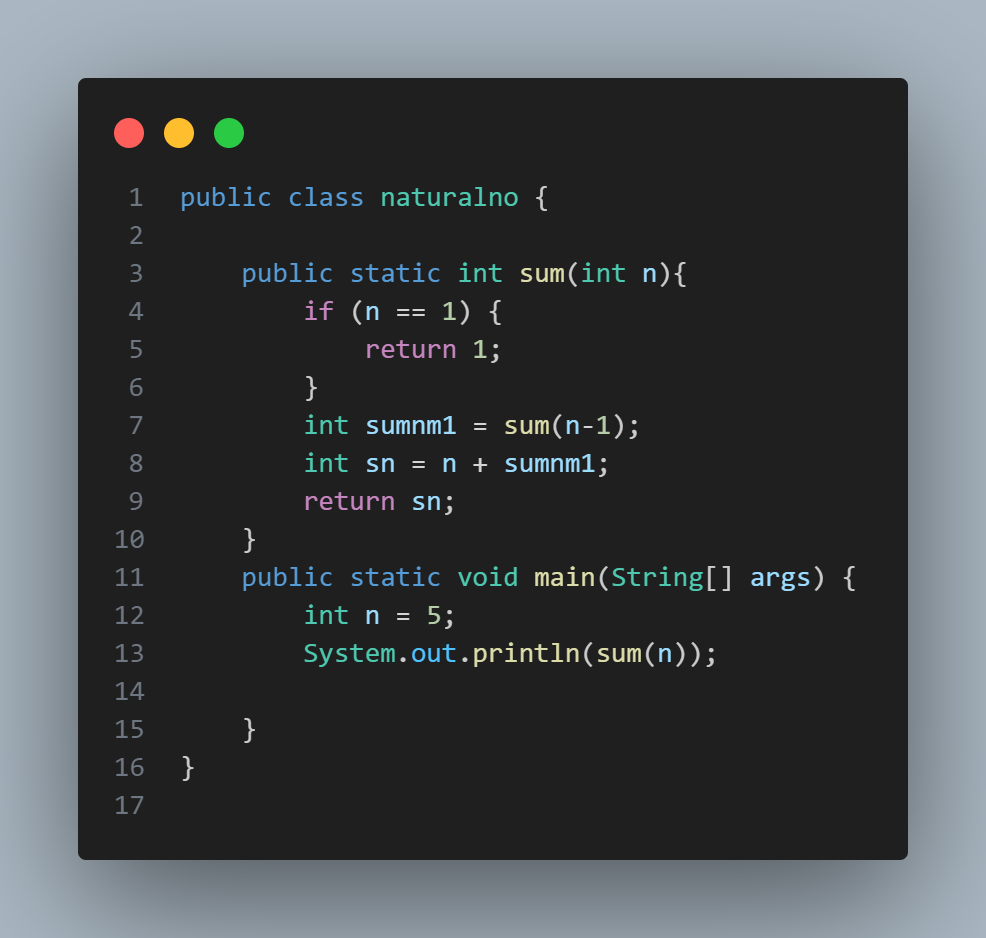 1 public class naturalno {
2
3     public static int sum(int n){
4         if (n == 1) {
5             return 1;
6         }
7         int sumnm1 = sum(n-1);
8         int sn = n + sumnm1;
9         return sn;
10     }
11     public static void main(String[] args) {
12         int n = 5;
13         System.out.println(sum(n));
14
15     }
16 }
17